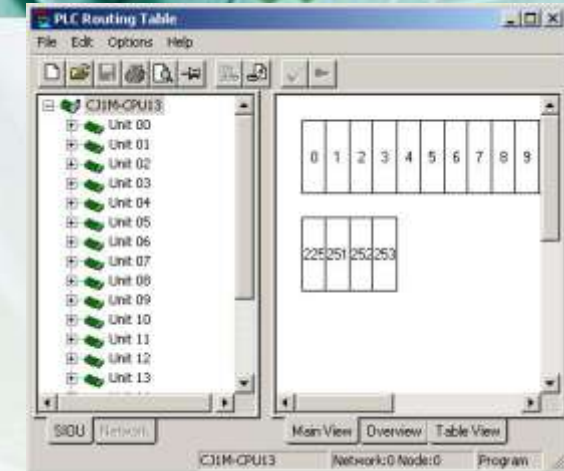 PLC Routing Table
File Edit Options Help
CJ1M-CPU13
Unit 00
Unit 01
Unit 02
Unit 03
Unit 04
Unit 05
Unit 06
Unit 07
Unit 08
Unit 09
Unit 10
Unit 11
Unit 12
Unit 13
0 1 2 3 4 5 6 7 8 9
225 251 252 253
SIOU Network
Main View Overview Table View
CJ1M-CPU13 Network:0 Node:0 Program